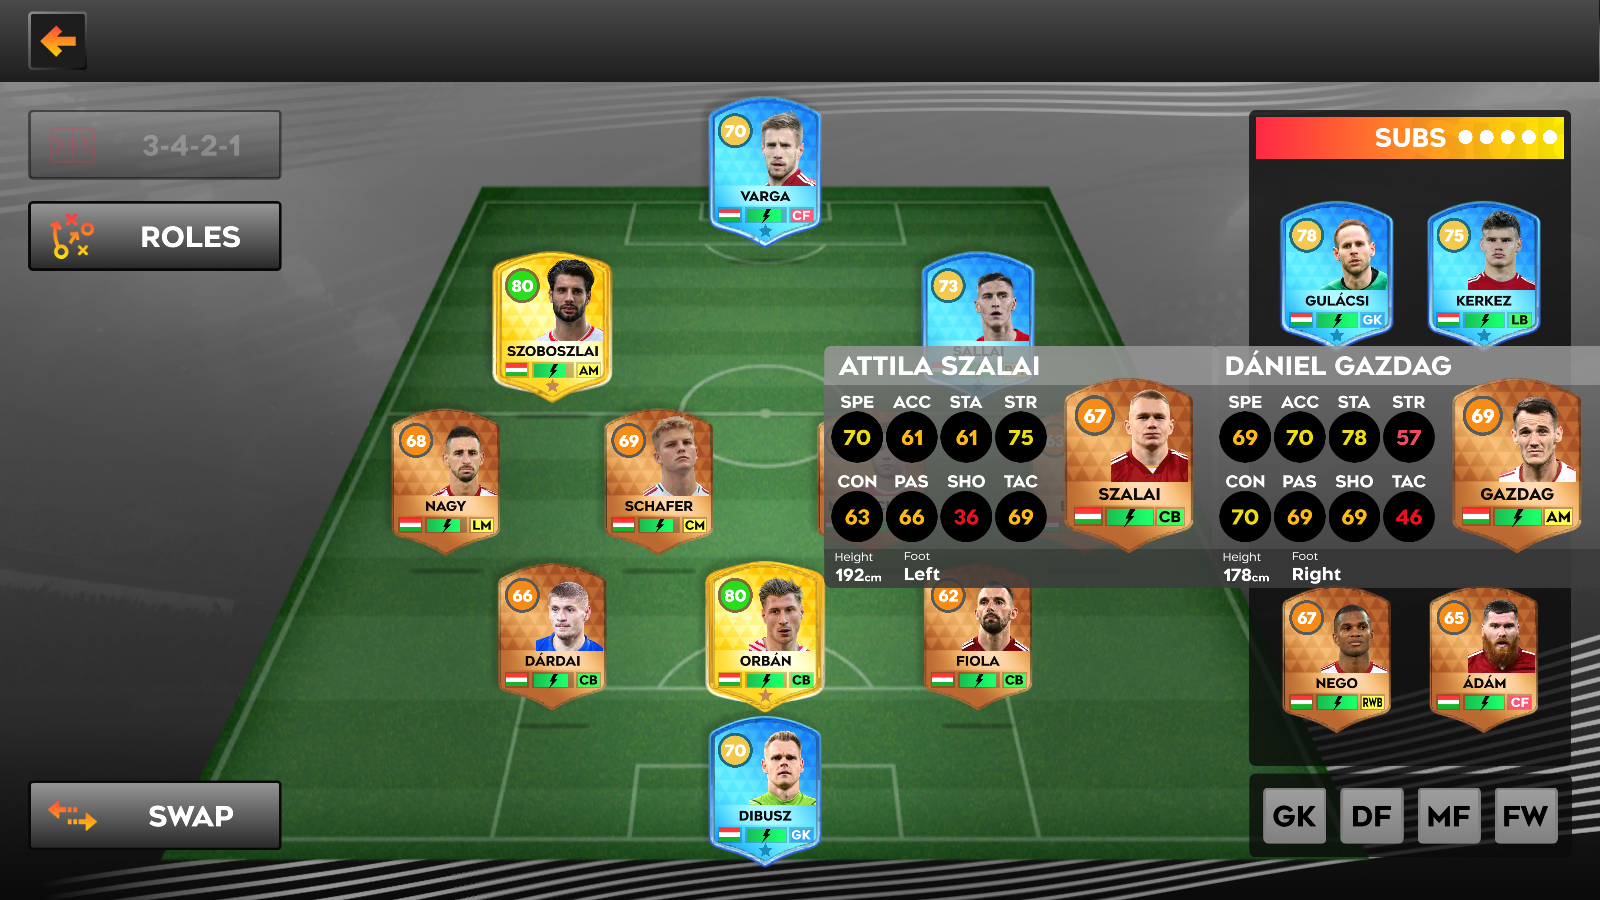 3-4-2-1
ROLES
SWAP
70
VARGA
CF
80
SZOBOSZLAI
AM
73
SALLAI
68
NAGY
LM
69
SCHAFER
CM
63
66
DÁRDAI
CB
80
ORBÁN
CB
62
FIOLA
CB
70
DIBUSZ
GK
SUBS
78
GULÁCSI
GK
75
KERKEZ
LB
ATTILA SZALAI
SPE ACC STA STR
70 61 61 75
CON PAS SHO TAC
63 66 36 69
Height Foot
192cm Left
67
SZALAI
CB
DÁNIEL GAZDAG
SPE ACC STA STR
69 70 78 57
CON PAS SHO TAC
70 69 69 46
Height Foot
178cm Right
69
GAZDAG
AM
67
NEGO
RWB
65
ÁDÁM
CF
GK DF MF FW